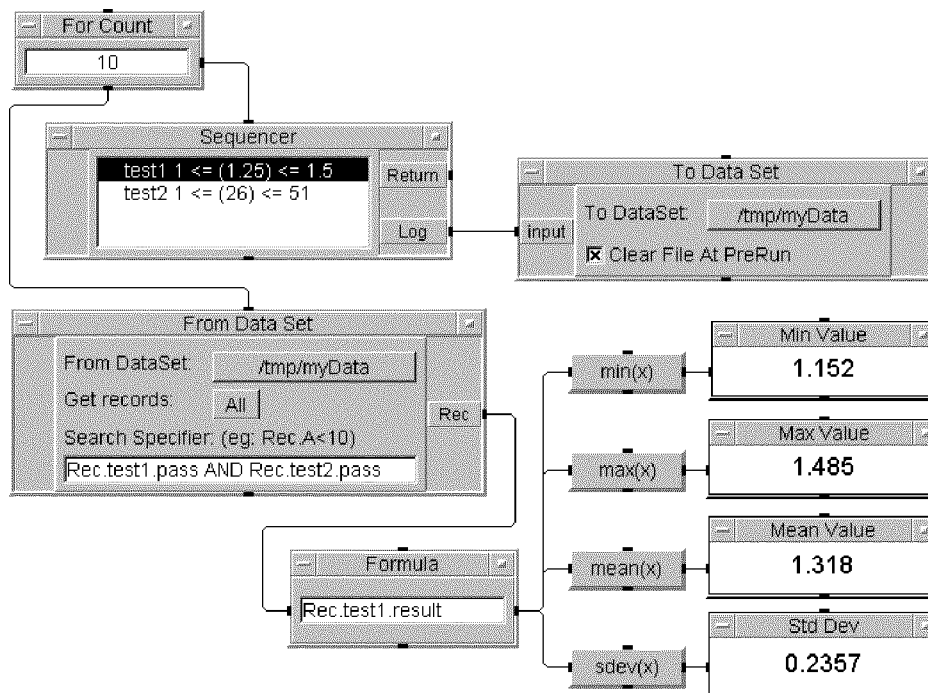 For Count
10
Sequencer
test1 1 <= (1.25) <= 1.5
test2 1 <= (26) <= 51
Return
Log
To Data Set
To DataSet:
/tmp/myData
input
Clear File At PreRun
From Data Set
From DataSet:
/tmp/myData
Get records:
All
Search Specifier: (eg: Rec.A<10)
Rec.test1.pass AND Rec.test2.pass
Rec
Formula
Rec.test1.result
min(x)
Min Value
1.152
max(x)
Max Value
1.485
mean(x)
Mean Value
1.318
sdev(x)
Std Dev
0.2357